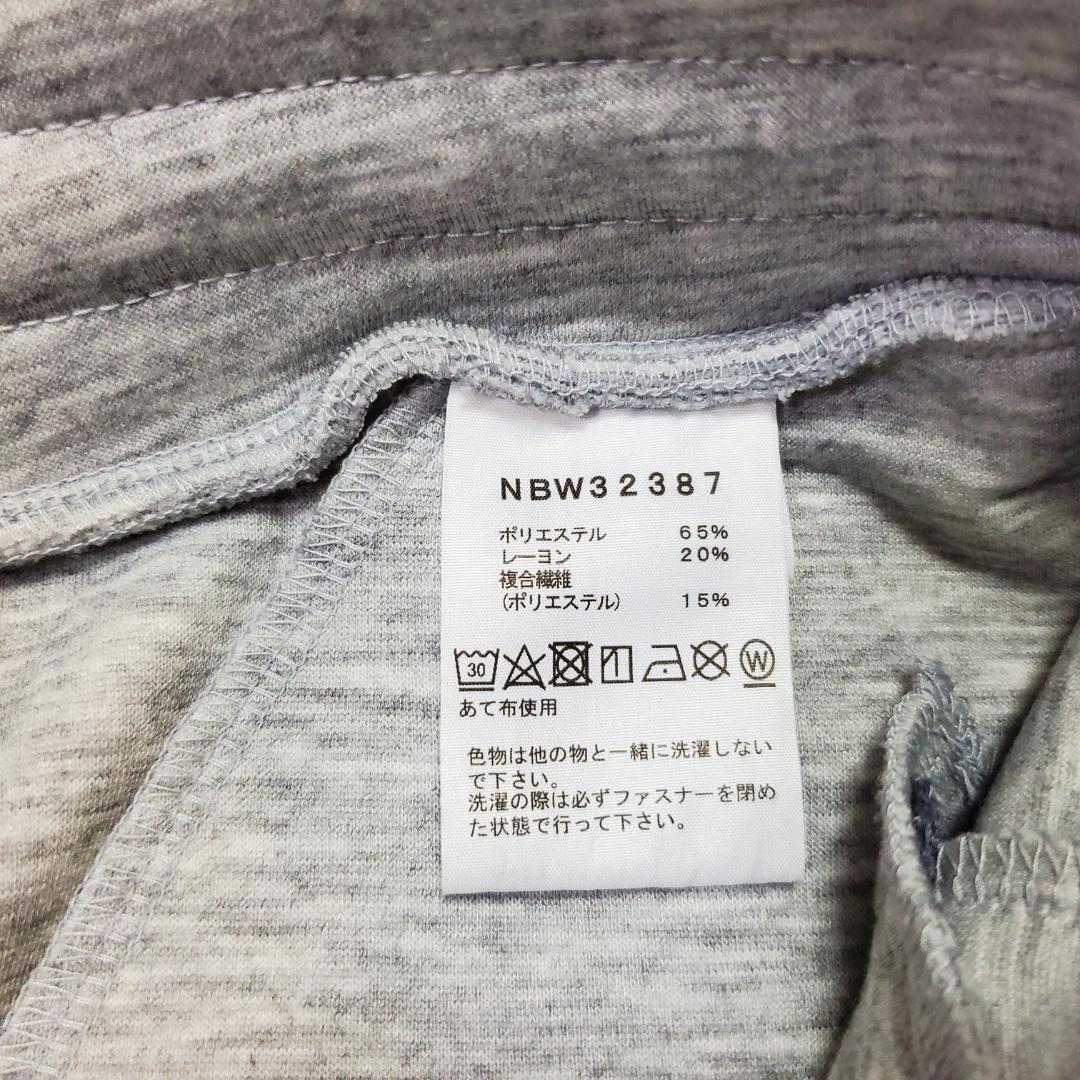 NBW32387
ポリエステル 65%
レーヨン 20%
複合繊維
(ポリエステル) 15%
30 W
あて布使用
色物は他の物と一緒に洗濯しない
で下さい。
洗濯の際は必ずファスナーを閉め
た状態で行って下さい。